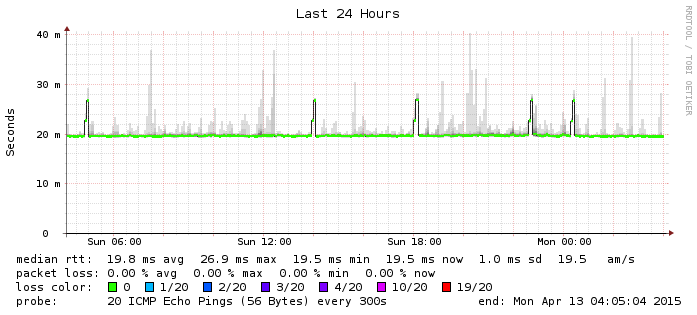 Last 24 Hours
RRDTOOL / TOBI OETIKER
Seconds
40 m
30 m
20 m
10 m
0
Sun 06:00 Sun 12:00 Sun 18:00 Mon 00:00
median rtt: 19.8 ms avg 26.9 ms max 19.5 ms min 19.5 ms now 1.0 ms sd 19.5 am/s
packet loss: 0.00 % avg 0.00 % max 0.00 % min 0.00 % now
loss color: 0 1/20 2/20 3/20 4/20 10/20 19/20
probe: 20 ICMP Echo Pings (56 Bytes) every 300s end: Mon Apr 13 04:05:04 2015